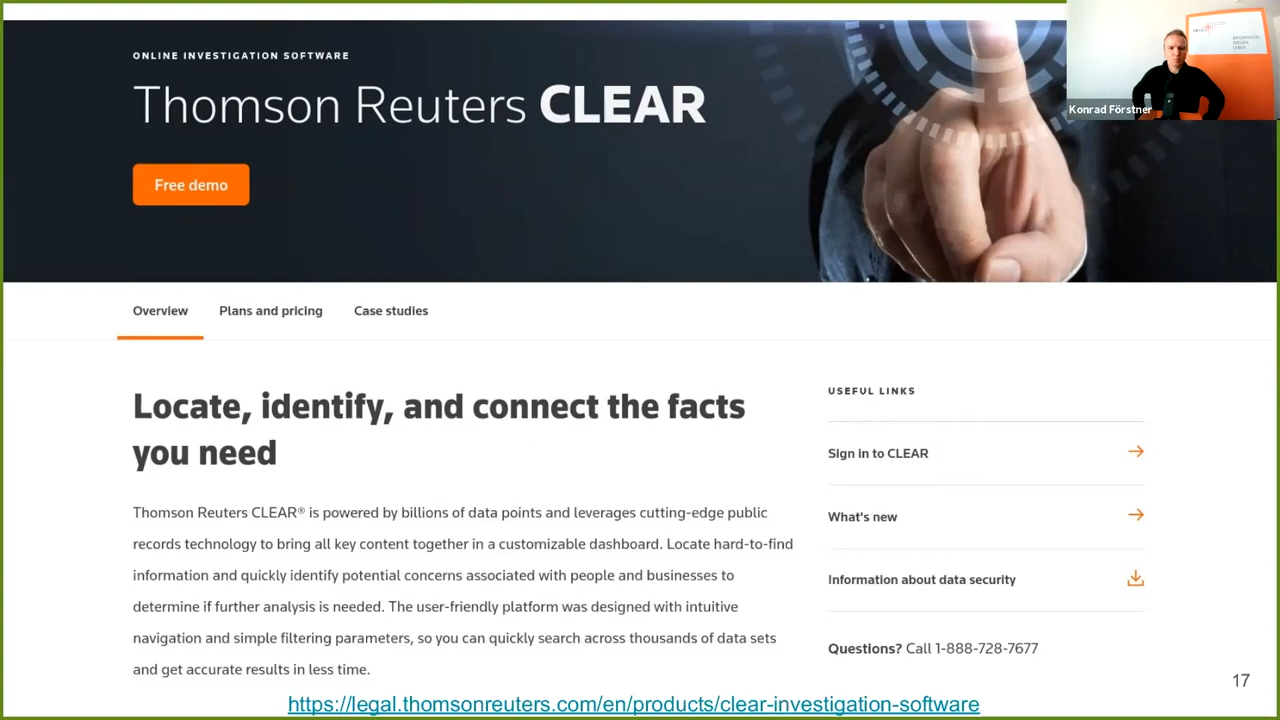 ONLINE INVESTIGATION SOFTWARE
Thomson Reuters CLEAR
Free demo
Konrad Förstner
Overview
Plans and pricing
Case studies
Locate, identify, and connect the facts
you need
Thomson Reuters CLEAR® is powered by billions of data points and leverages cutting-edge public
records technology to bring all key content together in a customizable dashboard. Locate hard-to-find
information and quickly identify potential concerns associated with people and businesses to
determine if further analysis is needed. The user-friendly platform was designed with intuitive
navigation and simple filtering parameters, so you can quickly search across thousands of data sets
and get accurate results in less time.
USEFUL LINKS
Sign in to CLEAR
What's new
Information about data security
Questions? Call 1-888-728-7677
17
https://legal.thomsonreuters.com/en/products/clear-investigation-software